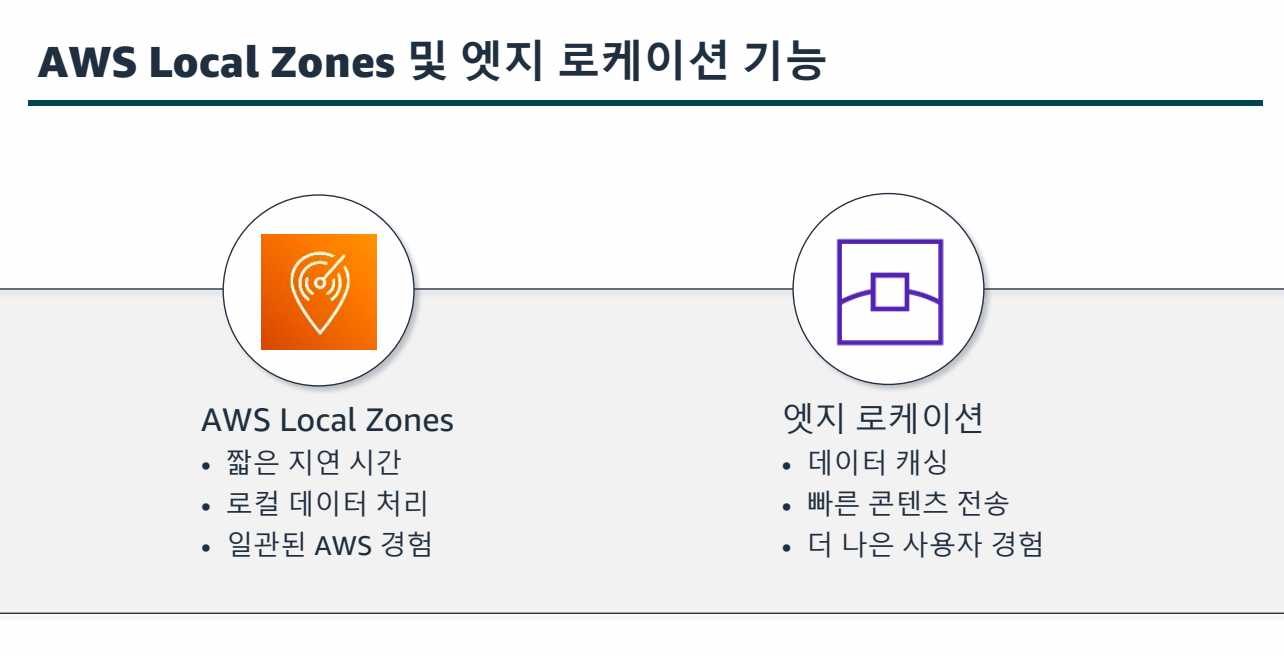 AWS Local Zones 및 엣지 로케이션 기능
AWS Local Zones
• 짧은 지연 시간
• 로컬 데이터 처리
• 일관된 AWS 경험
엣지 로케이션
• 데이터 캐싱
• 빠른 콘텐츠 전송
• 더 나은 사용자 경험